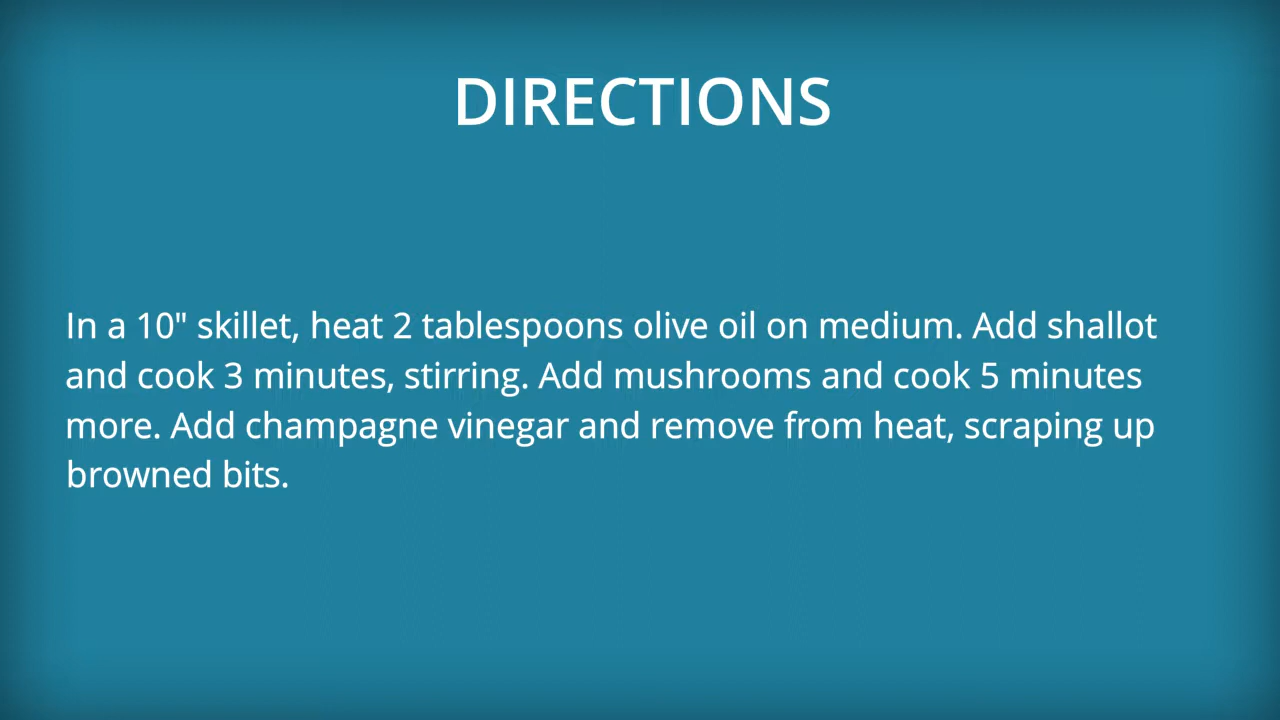 DIRECTIONS
In a 10" skillet, heat 2 tablespoons olive oil on medium. Add shallot
and cook 3 minutes, stirring. Add mushrooms and cook 5 minutes
more. Add champagne vinegar and remove from heat, scraping up
browned bits.